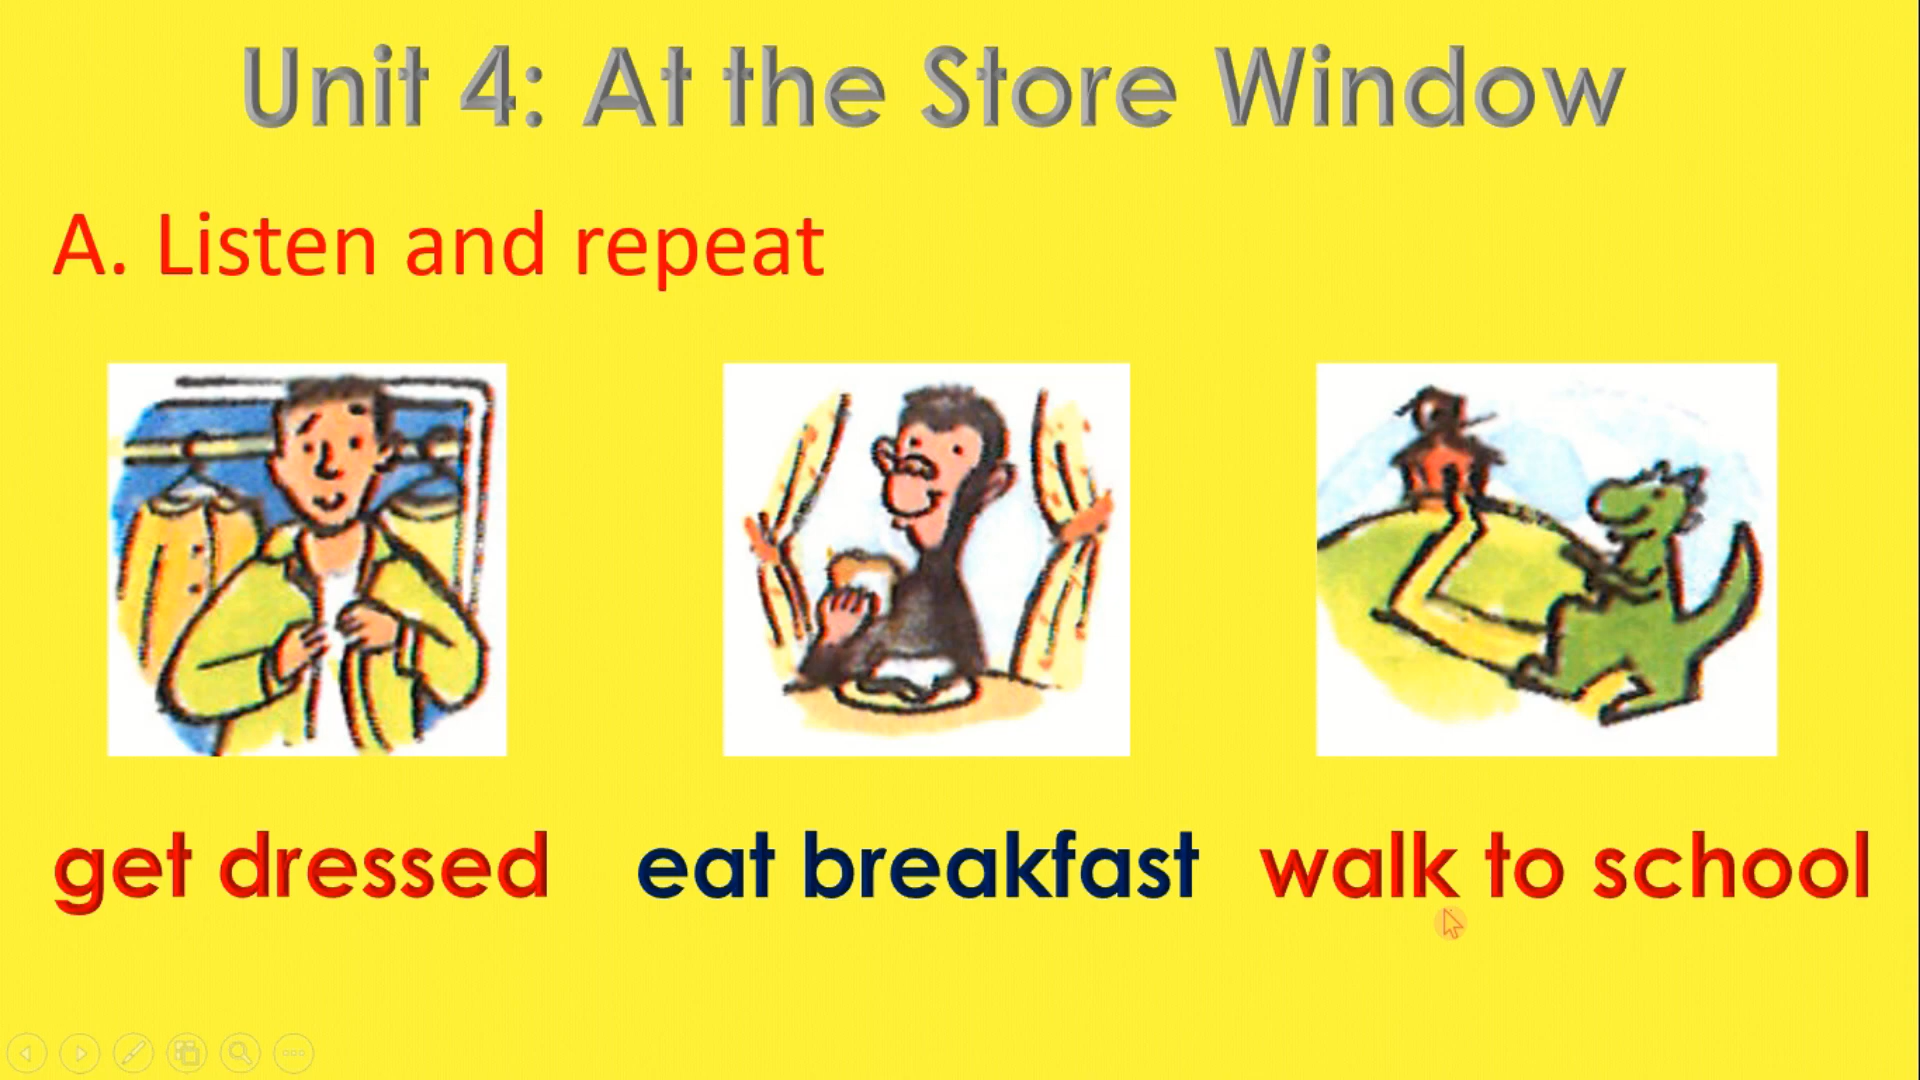 Unit 4: At the Store Window
A. Listen and repeat
get dressed
eat breakfast
walk to school